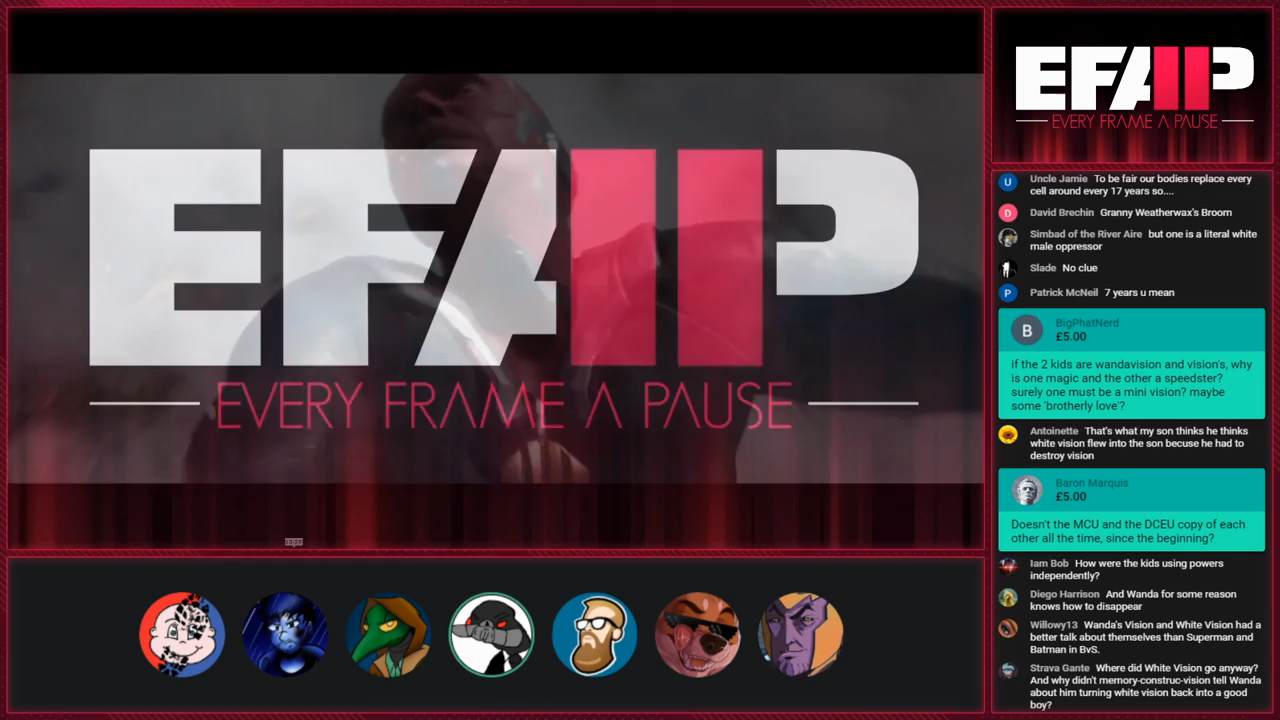 EFAP
EVERY FRAME A PAUSE
EFAP
EVERY FRAME A PAUSE
Uncle Jamie To be fair our bodies replace every
cell around every 17 years so....
David Brechin Granny Weatherwax's Broom
Simbad of the River Aire but one is a literal white
male oppressor
Slade No clue
Patrick McNeil 7 years u mean
BigPhatNerd
£5.00
if the 2 kids are wandavision and vision's, why
is one magic and the other a speedster?
surely one must be a mini vision? maybe
some 'brotherly love'?
Antoinette That's what my son thinks he thinks
white vision flew into the son becuse he had to
destroy vision
Baron Marquis
£5.00
Doesn't the MCU and the DCEU copy of each
other all the time, since the beginning?
Iam Bob How were the kids using powers
independently?
Diego Harrison And Wanda for some reason
knows how to disappear
Willowy13 Wanda's Vision and White Vision had a
better talk about themselves than Superman and
Batman in BvS.
Strava Gante Where did White Vision go anyway?
And why didn't memory-construc-vision tell Wanda
about him turning white vision back into a good
boy?